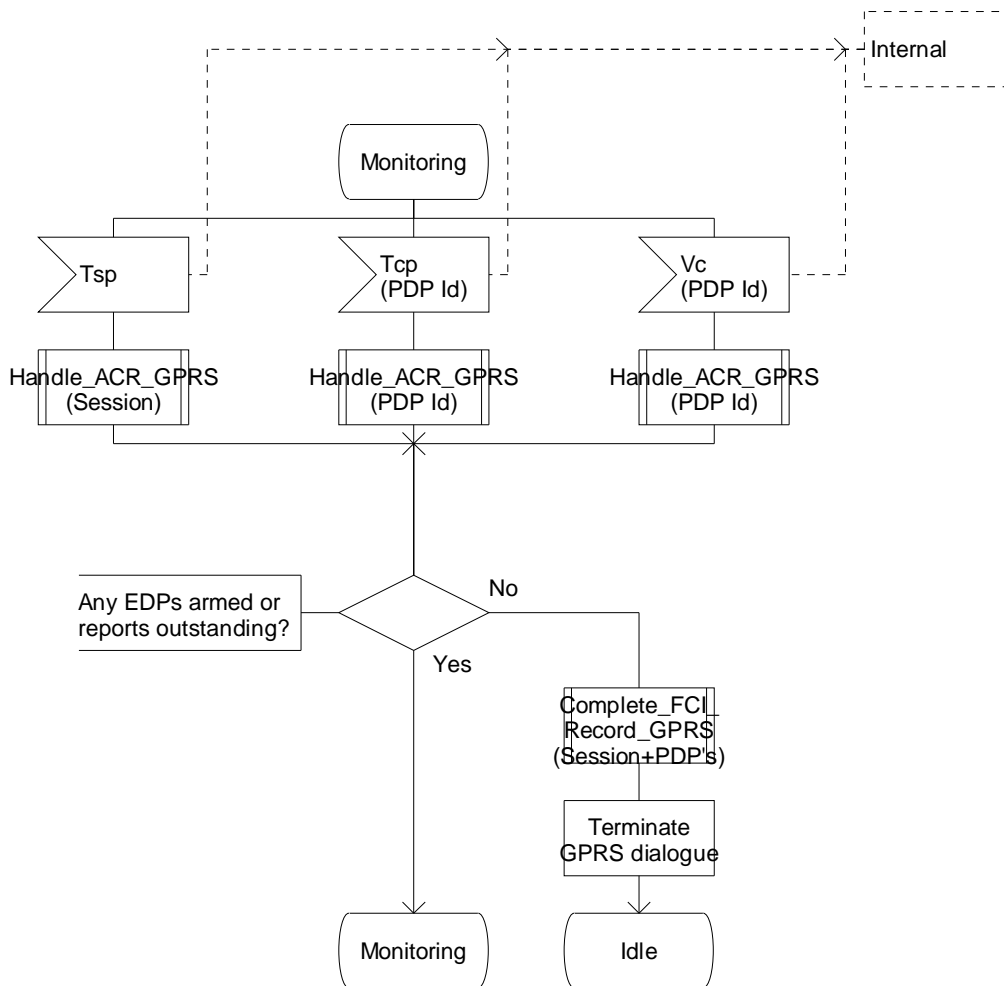 Internal
Monitoring
Tsp
Tcp
(PDP Id)
Vc
(PDP Id)
Handle_ACR_GPRS
(Session)
Handle_ACR_GPRS
(PDP Id)
Handle_ACR_GPRS
(PDP Id)
Any EDPs armed or
reports outstanding?
No
Yes
Complete_FCI_
Record_GPRS
(Session+PDP's)
Terminate
GPRS dialogue
Monitoring
Idle